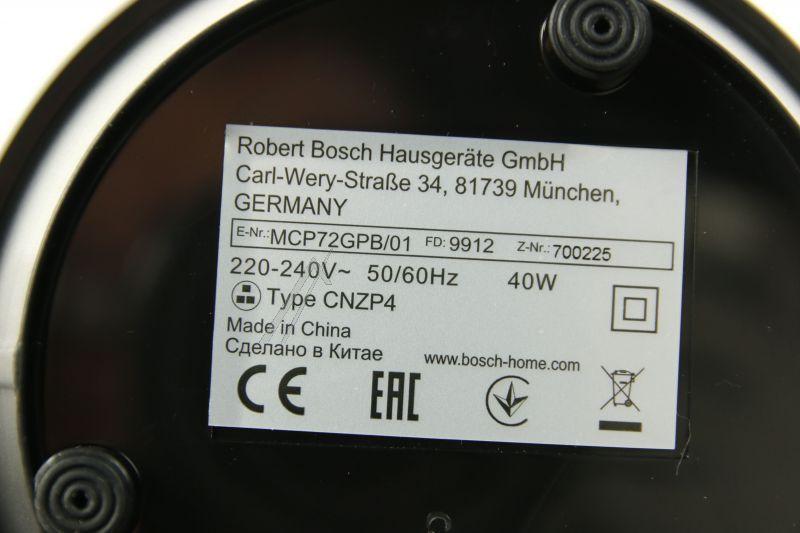 Robert Bosch Hausgeräte GmbH
Carl-Wery-Straße 34, 81739 München,
GERMANY
E-Nr.:MCP72GPB/01 FD: 9912 Z-Nr.: 700225
220-240V~ 50/60Hz 40W
Type CNZP4
Made in China
Сделано в Китае
www.bosch-home.com
CE EAC